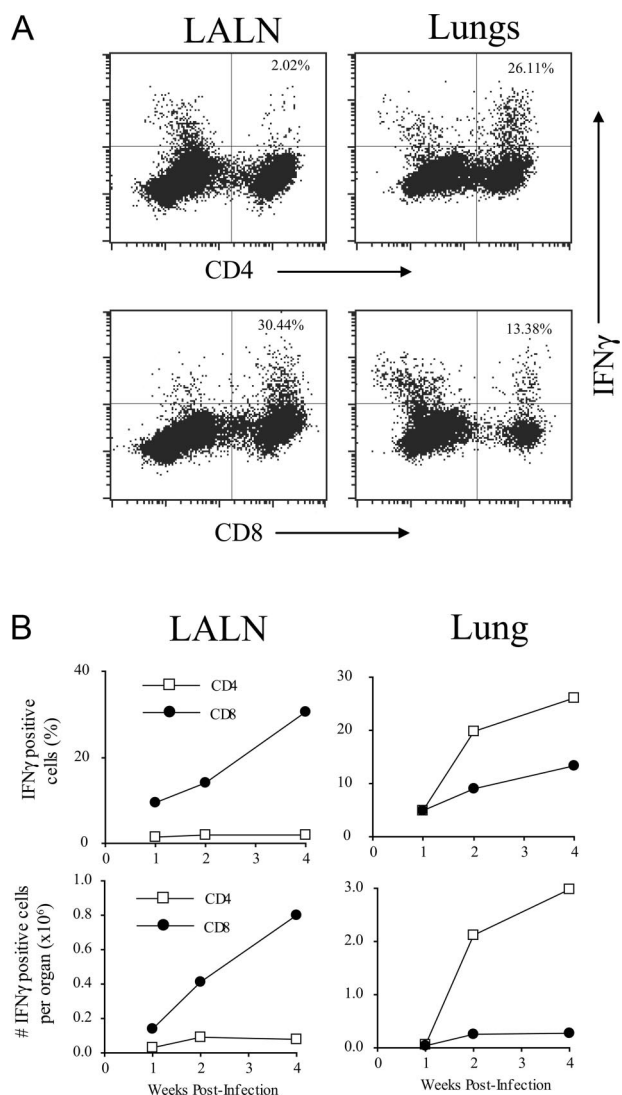 A
LALN Lungs
2.02% 26.11%
CD4
30.44% 13.38%
IFNγ
CD8
B
LALN Lung
IFNγ positive
cells (%)
40
20
0
CD4
CD8
0 1 2 3 4
30
20
10
0
0 1 2 3 4
# IFNγ positive cells
per organ (x10⁶)
1.0
0.8
0.6
0.4
0.2
0.0
CD4
CD8
0 1 2 3 4
Weeks Post-Infection
3.0
2.0
1.0
0.0
0 1 2 3 4
Weeks Post-Infection